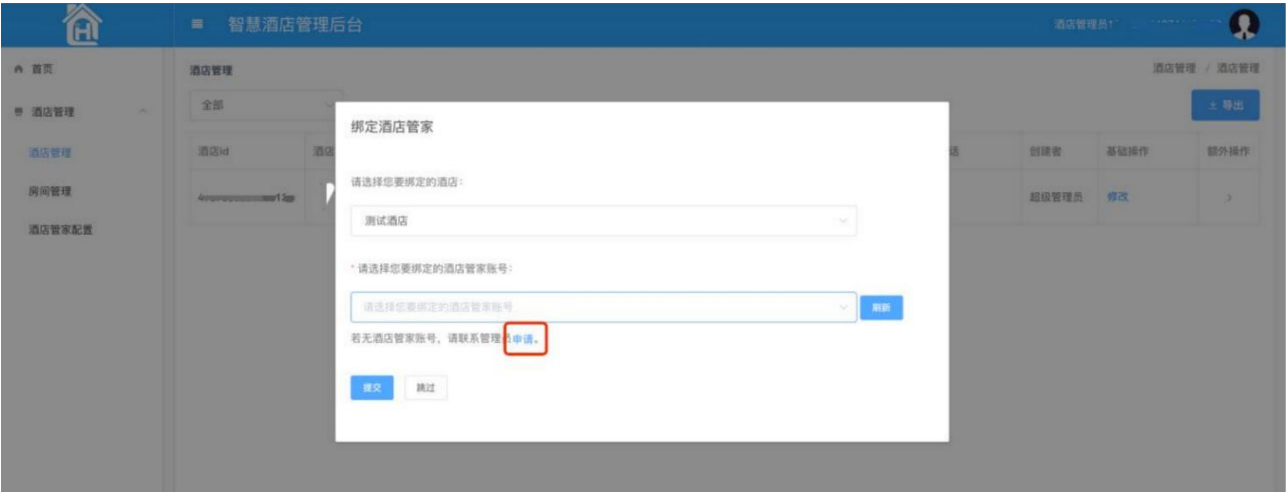 智慧酒店管理后台
酒店管理员1
首页
酒店管理
酒店管理
房间管理
酒店管家配置
酒店管理
酒店管理 / 酒店管理
全部
导出
酒店id
酒店
话
创建者
基础操作
额外操作
超级管理员
修改
绑定酒店管家
请选择您要绑定的酒店：
测试酒店
* 请选择您要绑定的酒店管家账号：
请选择您要绑定的酒店管家账号
刷新
若无酒店管家账号，请联系管理员申请。
提交
跳过